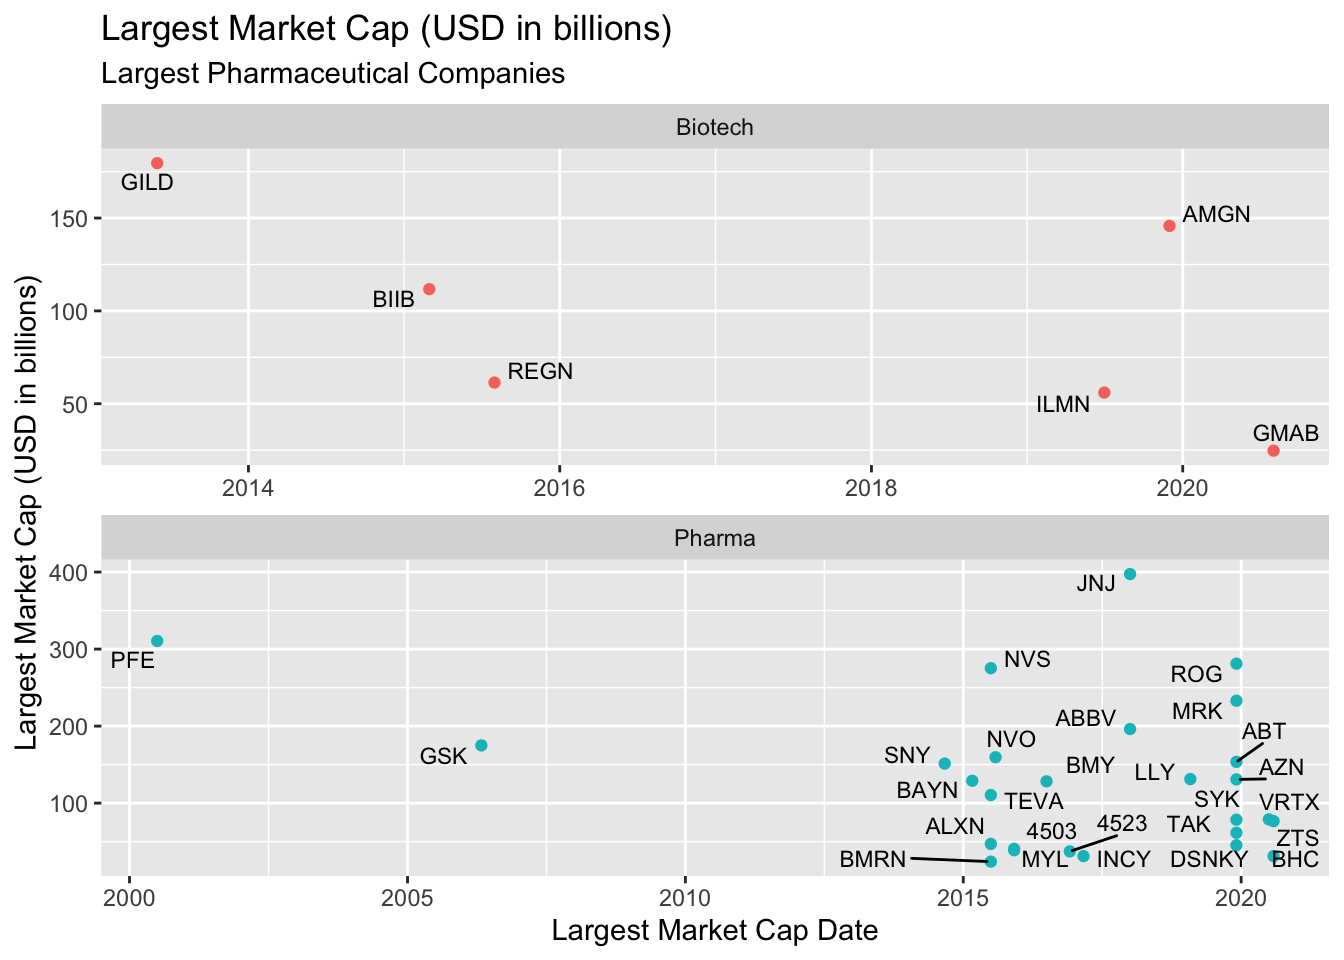 Largest Market Cap (USD in billions)
Largest Pharmaceutical Companies
Largest Market Cap (USD in billions)
Biotech
150
100
50
GILD
AMGN
BIIB
REGN
ILMN
GMAB
2014 2016 2018 2020
Pharma
400
300
200
100
JNJ
PFE
NVS
ROG
MRK
ABBV
ABT
NVO
GSK
SNY
BMY
LLY
AZN
BAYN
TEVA
SYK
VRTX
ALXN
4503
4523
TAK
ZTS
BMRN
MYL
INCY
DSNKY
BHC
2000 2005 2010 2015 2020
Largest Market Cap Date